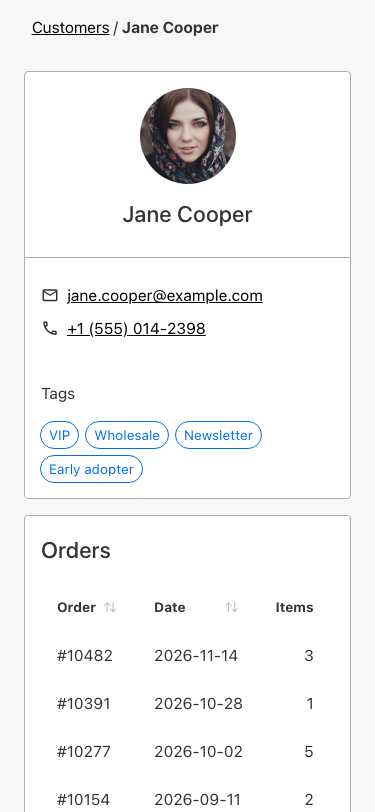 Customers / Jane Cooper
Jane Cooper
jane.cooper@example.com
+1 (555) 014-2398
Tags
VIP Wholesale Newsletter
Early adopter
Orders
Order Date Items
#10482 2026-11-14 3
#10391 2026-10-28 1
#10277 2026-10-02 5
#10154 2026-09-11 2